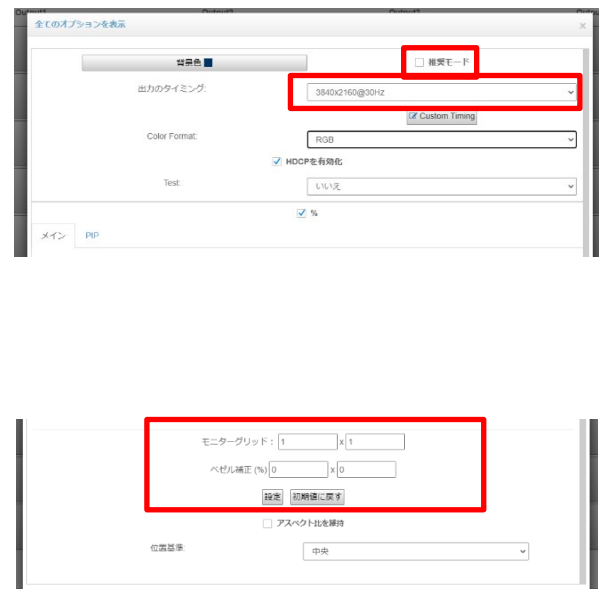 全てのオプションを表示
×
背景色
推奨モード
出力のタイミング:
3840x2160@30Hz
Custom Timing
Color Format:
RGB
HDCPを有効化
Test:
いいえ
%
メイン PIP
モニターグリッド: 1 x 1
ベゼル補正 (%) 0 x 0
設定 初期値に戻す
アスペクト比を維持
位置基準:
中央